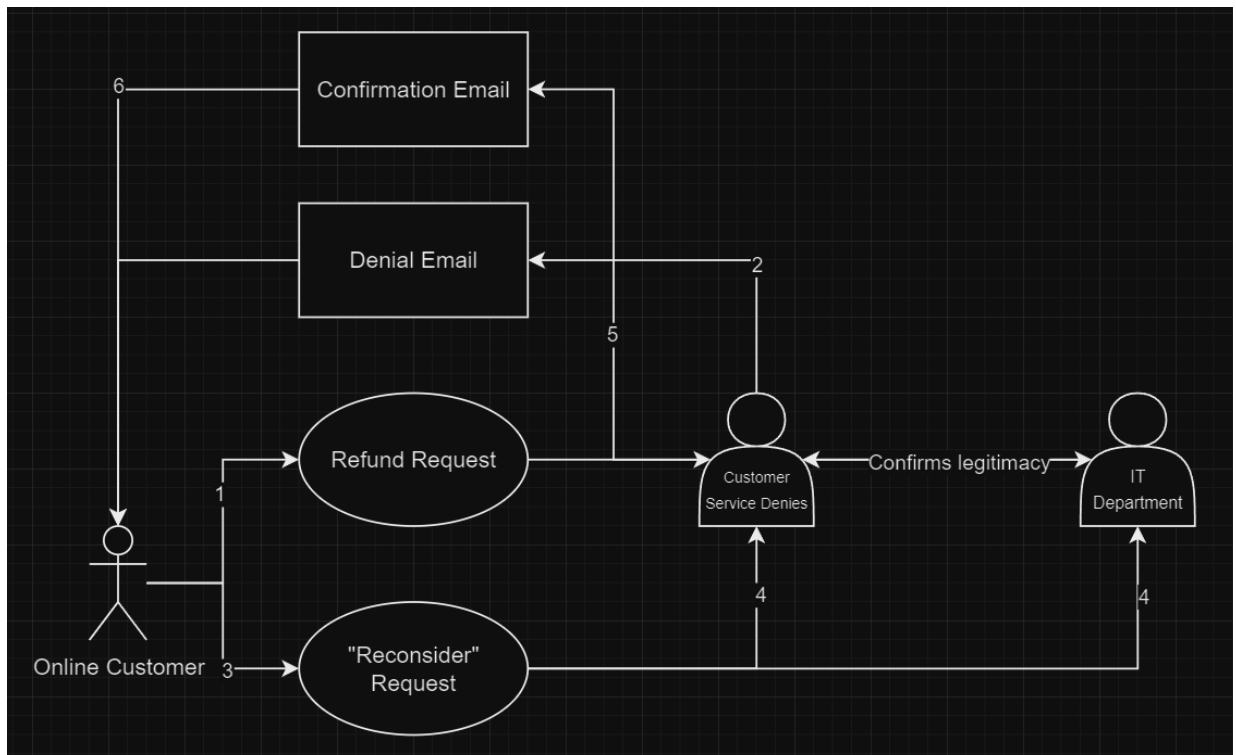 6
Confirmation Email
Denial Email
2
5
Refund Request
1
Customer
Service Denies
Confirms legitimacy
IT
Department
Online Customer
3
"Reconsider"
Request
4
4